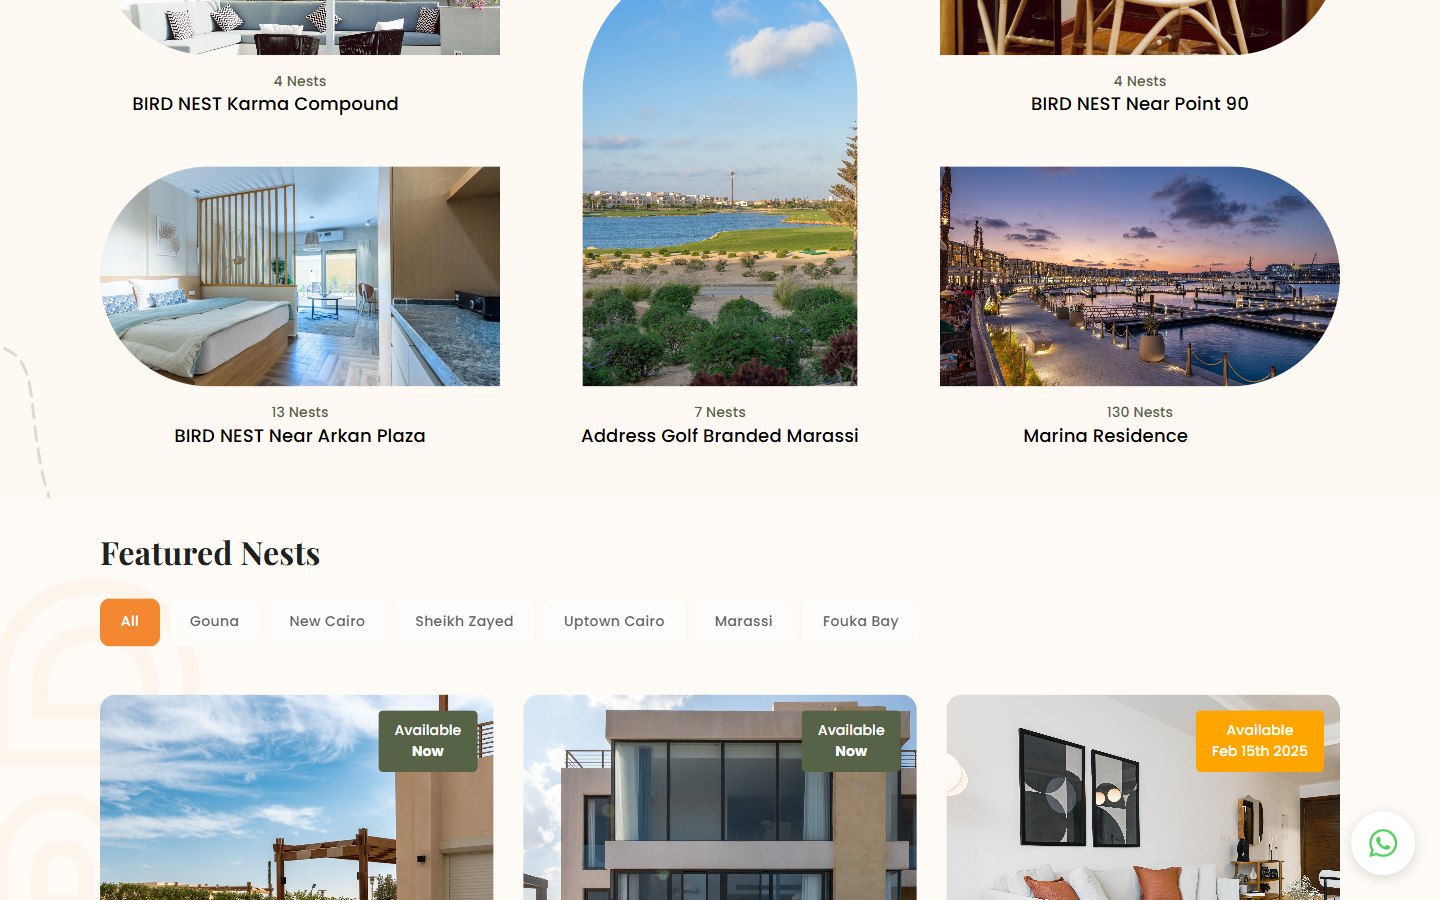 4 Nests
BIRD NEST Karma Compound
4 Nests
BIRD NEST Near Point 90
13 Nests
BIRD NEST Near Arkan Plaza
7 Nests
Address Golf Branded Marassi
130 Nests
Marina Residence
Featured Nests
All
Gouna
New Cairo
Sheikh Zayed
Uptown Cairo
Marassi
Fouka Bay
Available
Now
Available
Now
Available
Feb 15th 2025